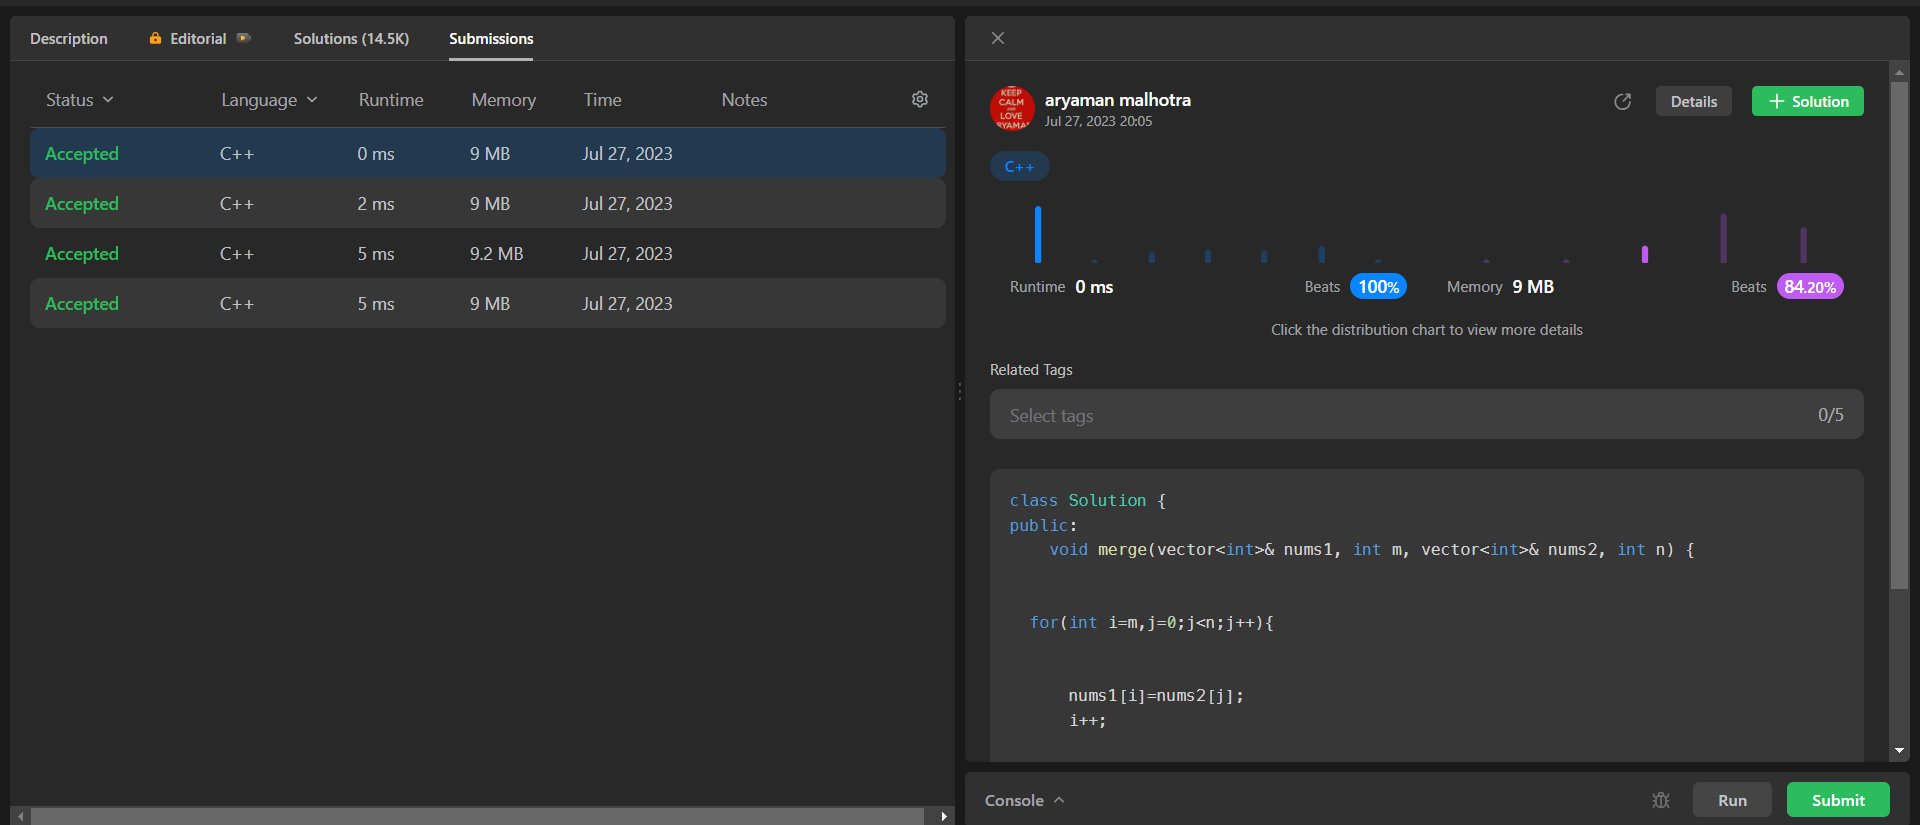 Description Editorial Solutions (14.5K) Submissions
Status Language Runtime Memory Time Notes
Accepted C++ 0 ms 9 MB Jul 27, 2023
Accepted C++ 2 ms 9 MB Jul 27, 2023
Accepted C++ 5 ms 9.2 MB Jul 27, 2023
Accepted C++ 5 ms 9 MB Jul 27, 2023
KEEP
CALM
AND
LOVE
RYAMA
aryaman malhotra
Jul 27, 2023 20:05
Details + Solution
C++
Runtime 0 ms Beats 100% Memory 9 MB Beats 84.20%
Click the distribution chart to view more details
Related Tags
Select tags 0/5
class Solution {
public:
    void merge(vector<int>& nums1, int m, vector<int>& nums2, int n) {
  for(int i=m,j=0;j<n;j++){
      nums1[i]=nums2[j];
      i++;
Console Run Submit